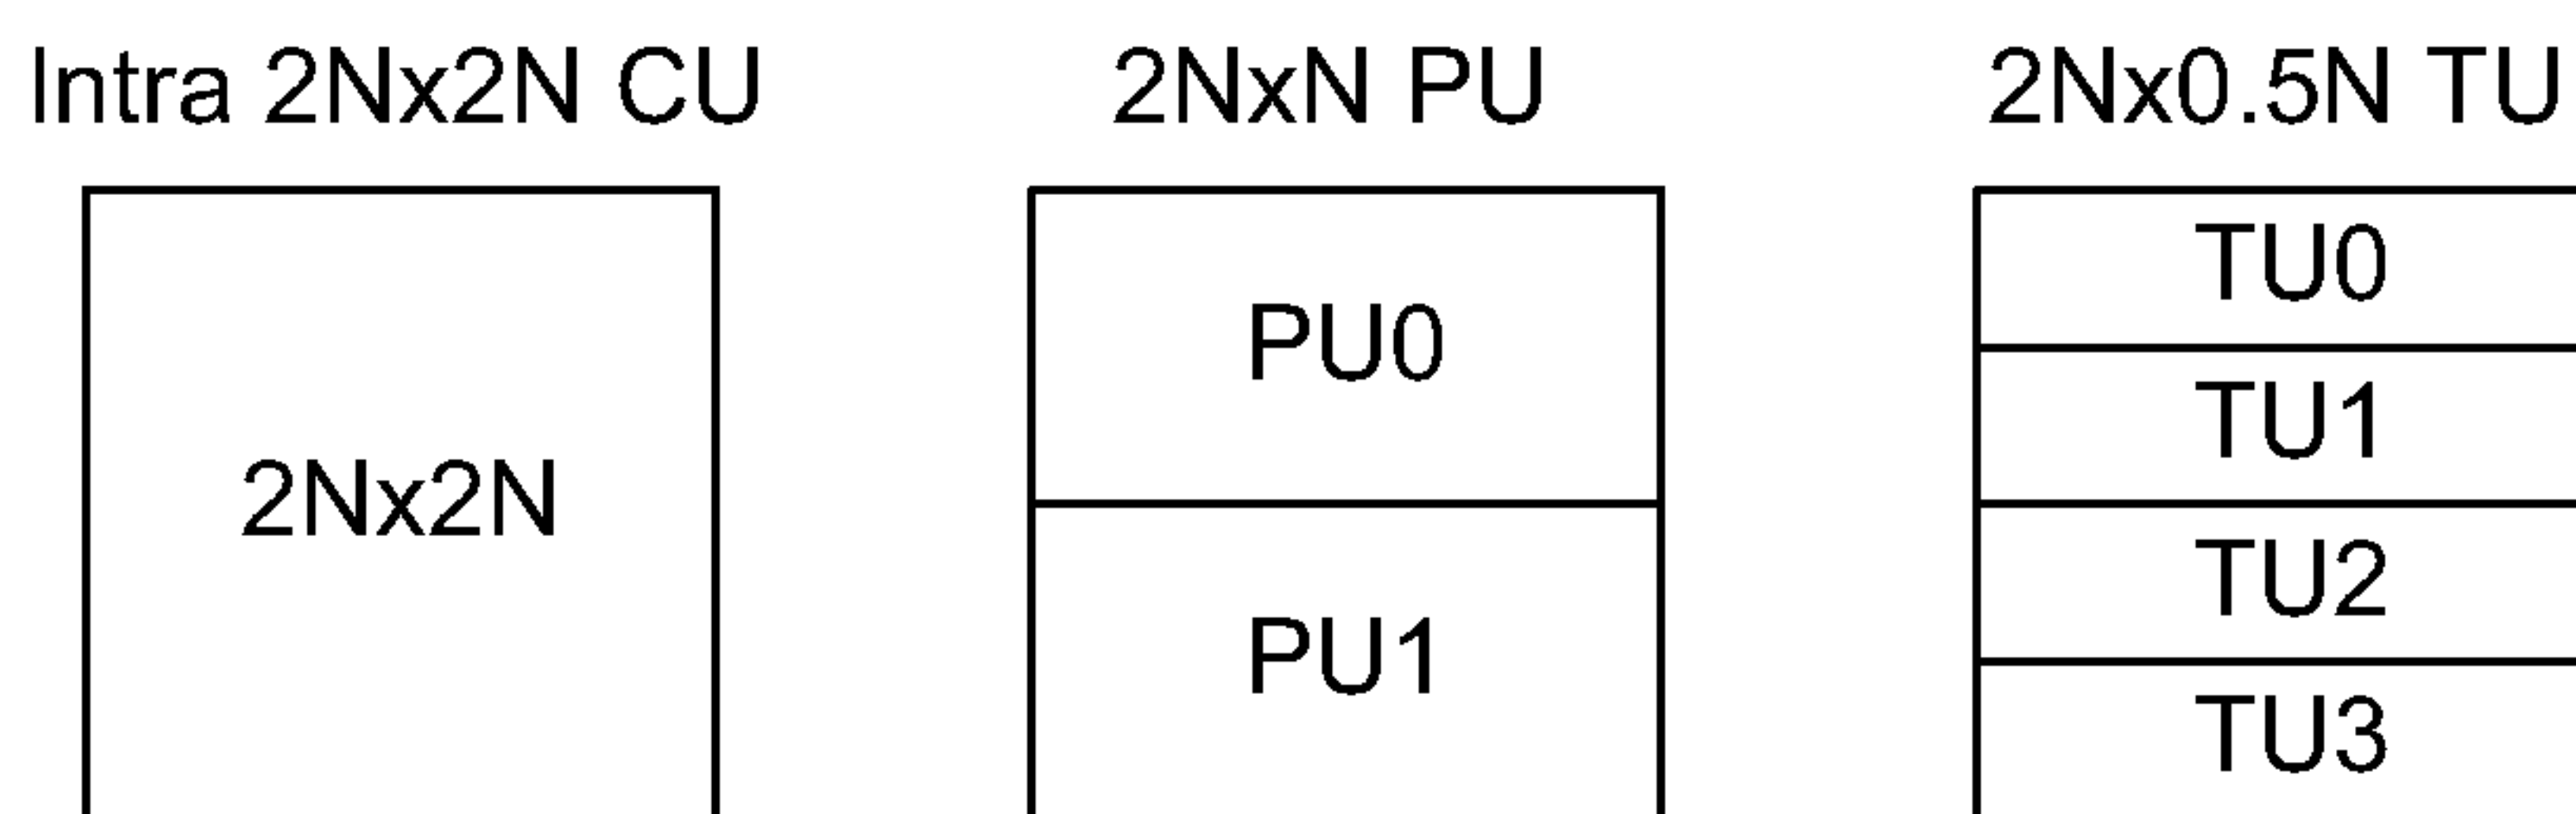 Intra 2Nx2N CU
2NxN PU
2Nx0.5N TU
2Nx2N
PU0
PU1
TU0
TU1
TU2
TU3